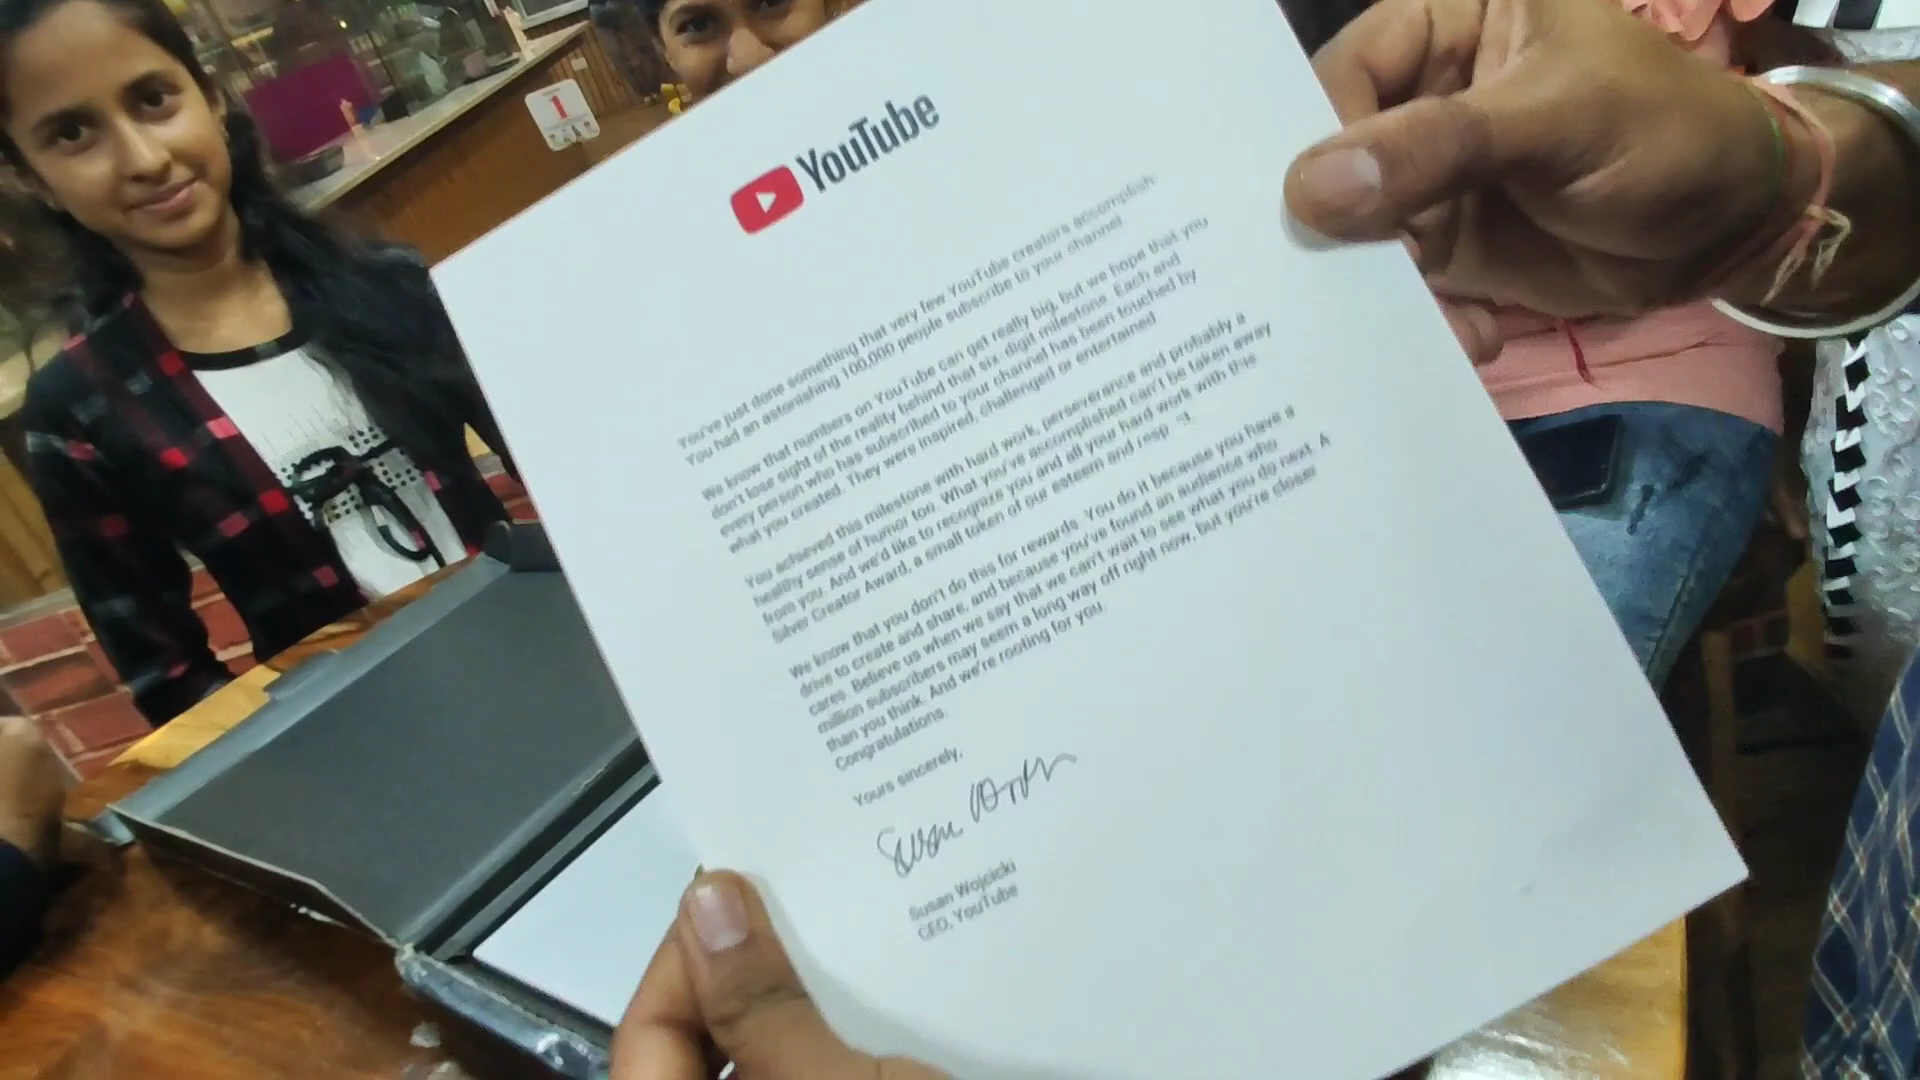 1
YouTube
You've just done something that very few YouTube creators accomplish:
You had an astonishing 100,000 people subscribe to your channel.
We know that numbers on YouTube can get really big, but we hope that you
don't lose sight of the reality behind that six-digit milestone. Each and
every person who has subscribed to your channel has been touched by
what you created. They were inspired, challenged or entertained.
You achieved this milestone with hard work, perseverance and probably a
healthy sense of humor too. What you've accomplished can't be taken away
from you. And we'd like to recognize you and all your hard work with this
Silver Creator Award, a small token of our esteem and
We know that you don't do this for rewards. You do it because you have a
drive to create and share, and because you've found an audience who
cares. Believe us when we say that we can't wait to see what you do next. A
million subscribers may seem a long way off right now, but you're closer
than you think. And we're rooting for you.
Congratulations.
Yours sincerely,
Susan
Susan Wojcicki
CEO, YouTube